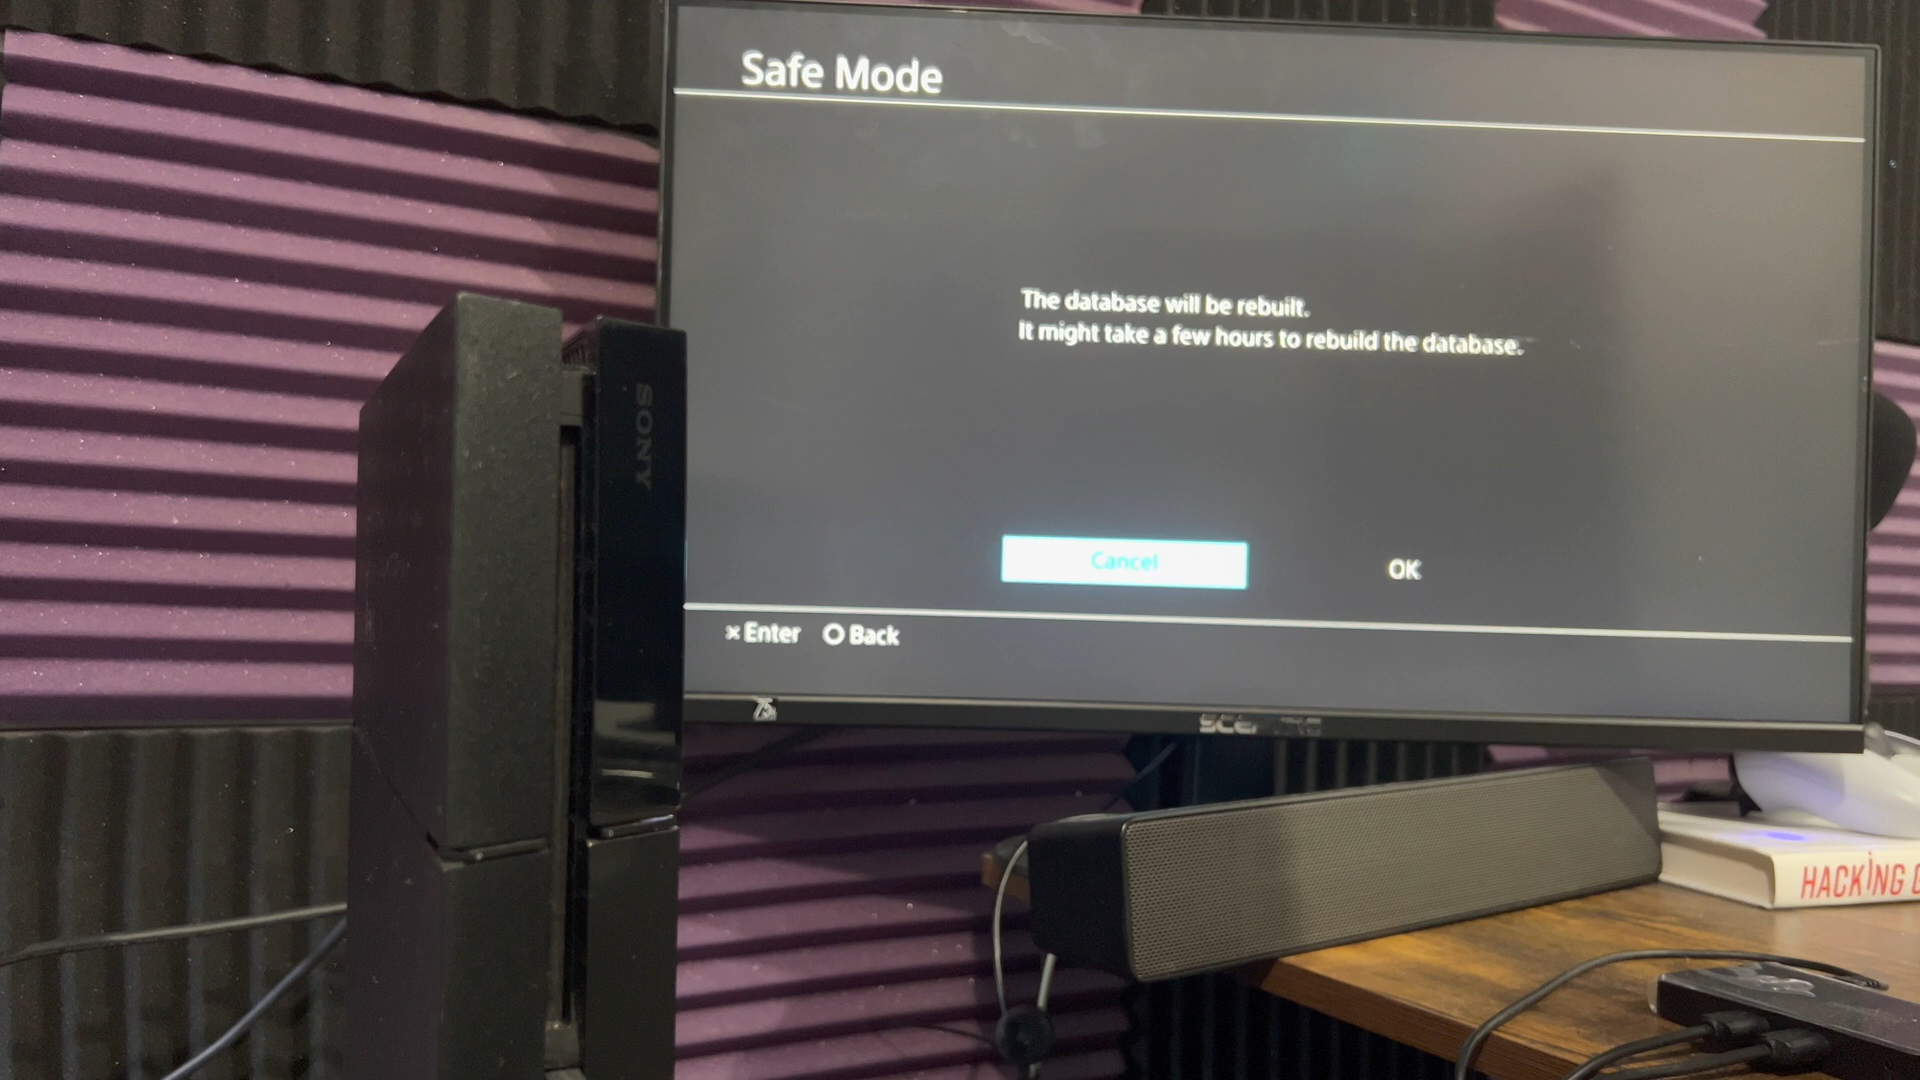 Safe Mode
The database will be rebuilt.
It might take a few hours to rebuild the database.
Cancel
OK
× Enter
Back
SONY
75
HACKING